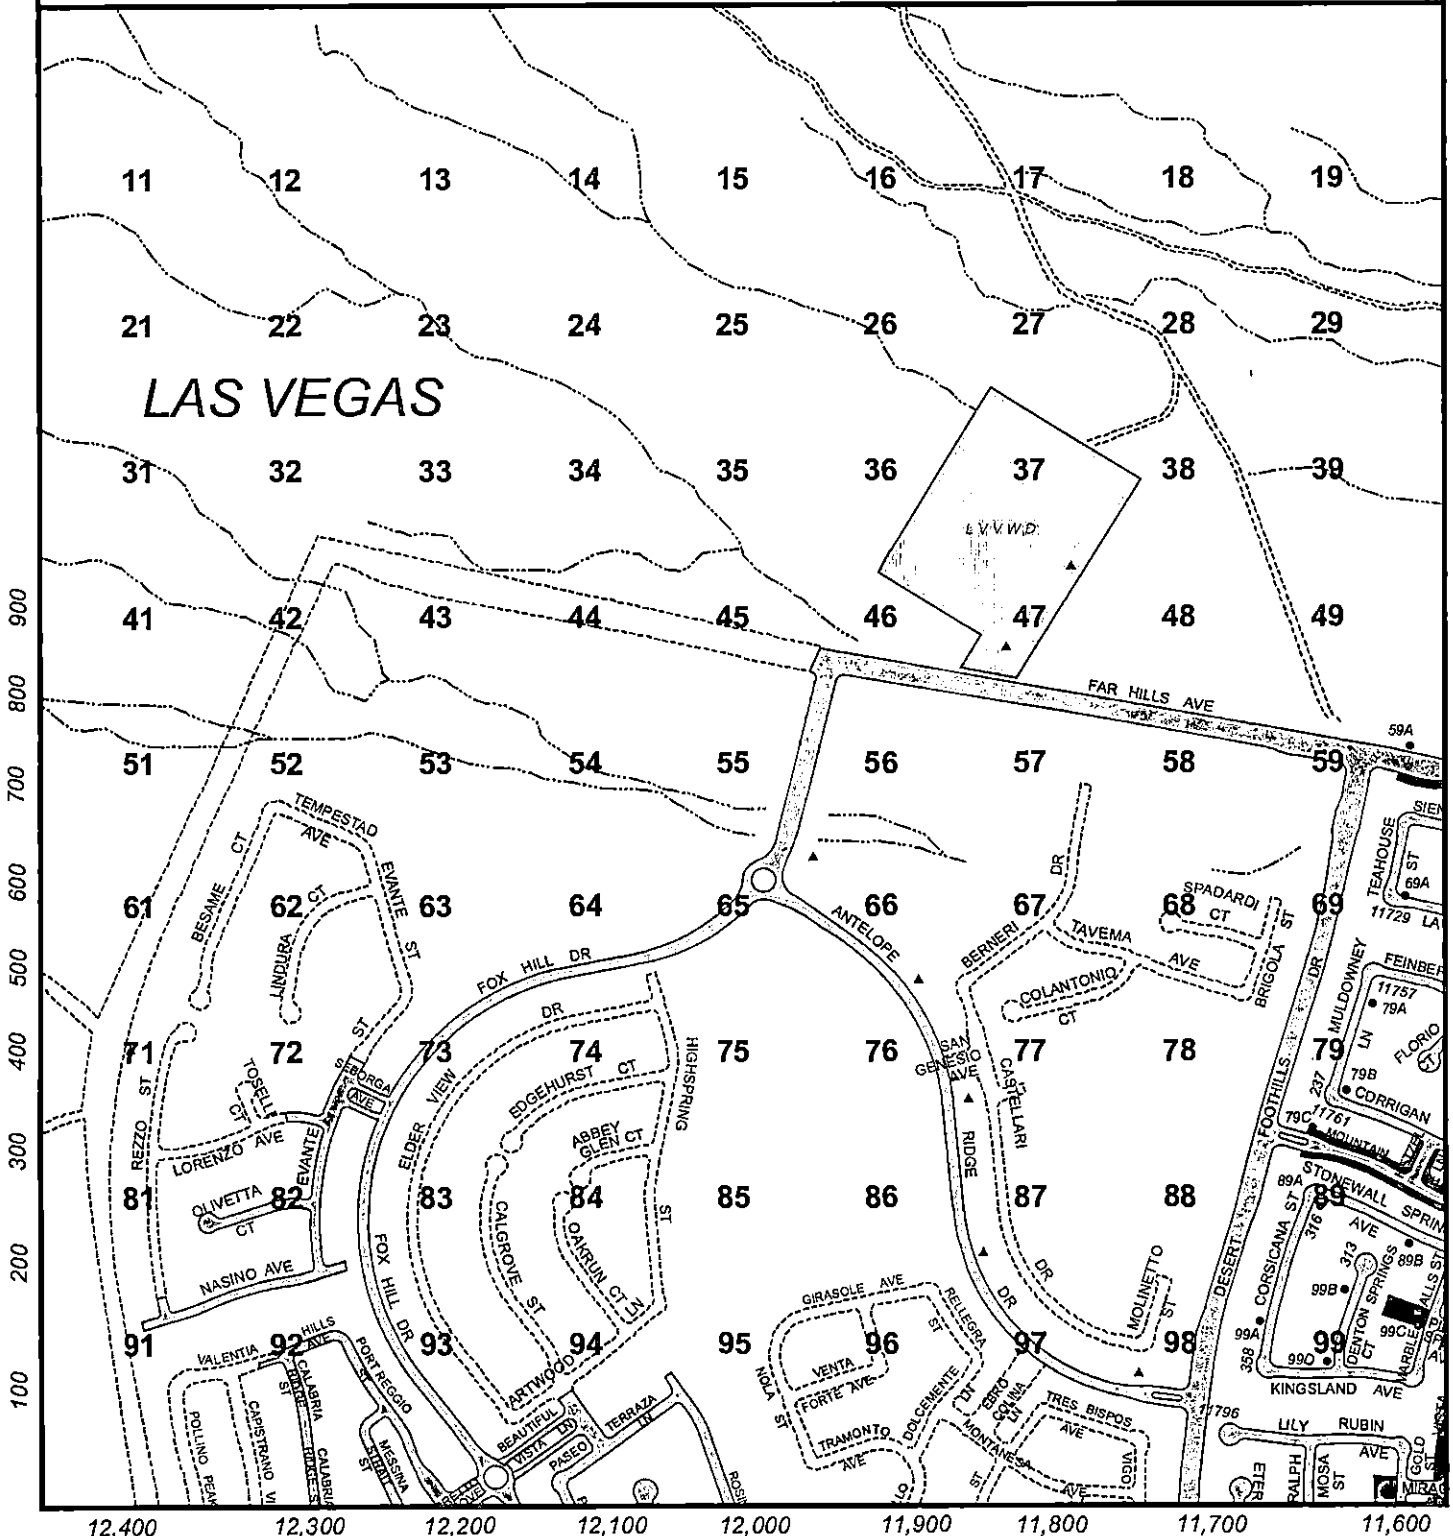 11 12 13 14 15 16 17 18 19
21 22 23 24 25 26 27 28 29
LAS VEGAS
31 32 33 34 35 36 37 38 39
L.V.V.W.D.
900
41 42 43 44 45 46 47 48 49
800
FAR HILLS AVE
59A
700
51 52 53 54 55 56 57 58 59
TEMPESTAD
AVE
BESAME CT
LINDURA CT
EVANTE ST
600
61 62 63 64 65 66 67 68 69
BERNERI DR
SPADARDI
CT
TEAHOUSE ST
69A
11729
ANTELOPE RIDGE DR
TAVEMA AVE
BRIGOLA ST
COLANTONIO
CT
FOX HILL DR
500
MULDOWNEY LN
11757
79A
FLORIO
CT
400
71 72 73 74 75 76 77 78 79
SAN
GENESIO
AVE
CASTELLARI DR
HIGHSPRING ST
ELDER VIEW DR
EDGEHURST CT
ABBEY
GLEN CT
SEBORGA
AVE
TOSELLI
CT
REZZO ST
LORENZO AVE
EVANTE ST
79B
237
CORRIGAN
79C
11761
MOUNTAIN
300
DESERT FOOTHILLS DR
81 82 83 84 85 86 87 88 89
OLIVETTA
CT
CALGROVE ST
OAKRUN CT
STONEWALL
AVE
89A
316
CORSICANA ST
313
89B
99B
DENTON SPRINGS
CT
200
NASINO AVE
FOX HILL DR
MOLINETTO
ST
GIRASOLE AVE
RELLEGRA
ST
91 92 93 94 95 96 97 98 99
99A
99C
99D
358
VALENTIA
HILLS
AVE
CALABRIA
RIDGE
ST
PORT REGGIO
ST
ARTWOOD LN
NOLA
ST
VENTA
FORTE AVE
DOLCEMENTE
LN
EBRO
COLINA
LN
TRES BISPOS
AVE
KINGSLAND AVE
100
11796
LILY RUBIN
AVE
BEAUTIFUL
VISTA LN
TERRAZA
LN
PASEO
TRAMONTO
AVE
MONTANESA
AVE
VIGO
ST
MESSINA
STRAIT
ST
RALPH
MOSA
ST
12,400 12,300 12,200 12,100 12,000 11,900 11,800 11,700 11,600